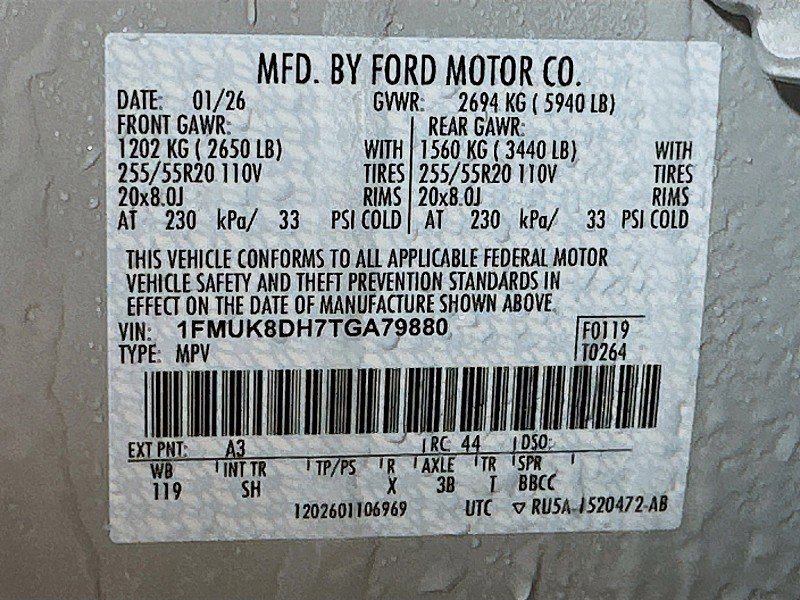 MFD. BY FORD MOTOR CO.
DATE: 01/26 GVWR: 2694 KG ( 5940 LB)
FRONT GAWR: REAR GAWR:
1202 KG ( 2650 LB) WITH 1560 KG ( 3440 LB) WITH
255/55R20 110V TIRES 255/55R20 110V TIRES
20x8.0J RIMS 20x8.0J RIMS
AT 230 kPa/ 33 PSI COLD AT 230 kPa/ 33 PSI COLD
THIS VEHICLE CONFORMS TO ALL APPLICABLE FEDERAL MOTOR
VEHICLE SAFETY AND THEFT PREVENTION STANDARDS IN
EFFECT ON THE DATE OF MANUFACTURE SHOWN ABOVE.
VIN: 1FMUK8DH7TGA79880 F0119
TYPE: MPV T0264
EXT PNT: A3 RC: 44 DSO:
WB INT TR TP/PS R AXLE TR SPR
119 SH X 3B T BBCC
1202601106969 UTC ▽ RU5A-1520472-AB